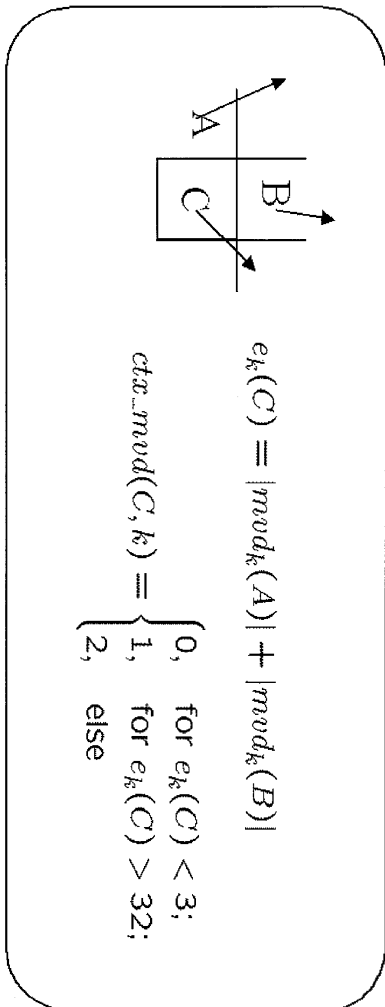 A
B
C
e_k(C) = |mvd_k(A)| + |mvd_k(B)|
ctx_mvd(C, k) = {
0, for e_k(C) < 3;
1, for e_k(C) > 32;
2, else